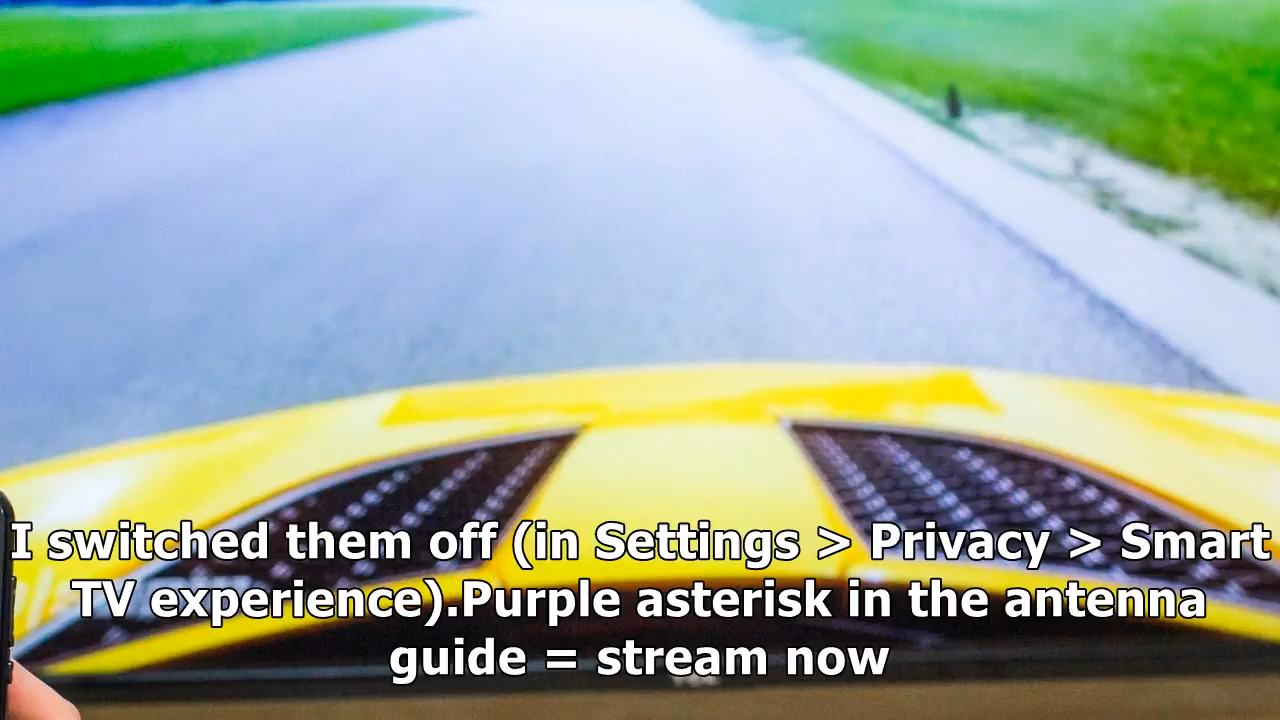 I switched them off (in Settings > Privacy > Smart
TV experience).Purple asterisk in the antenna
guide = stream now